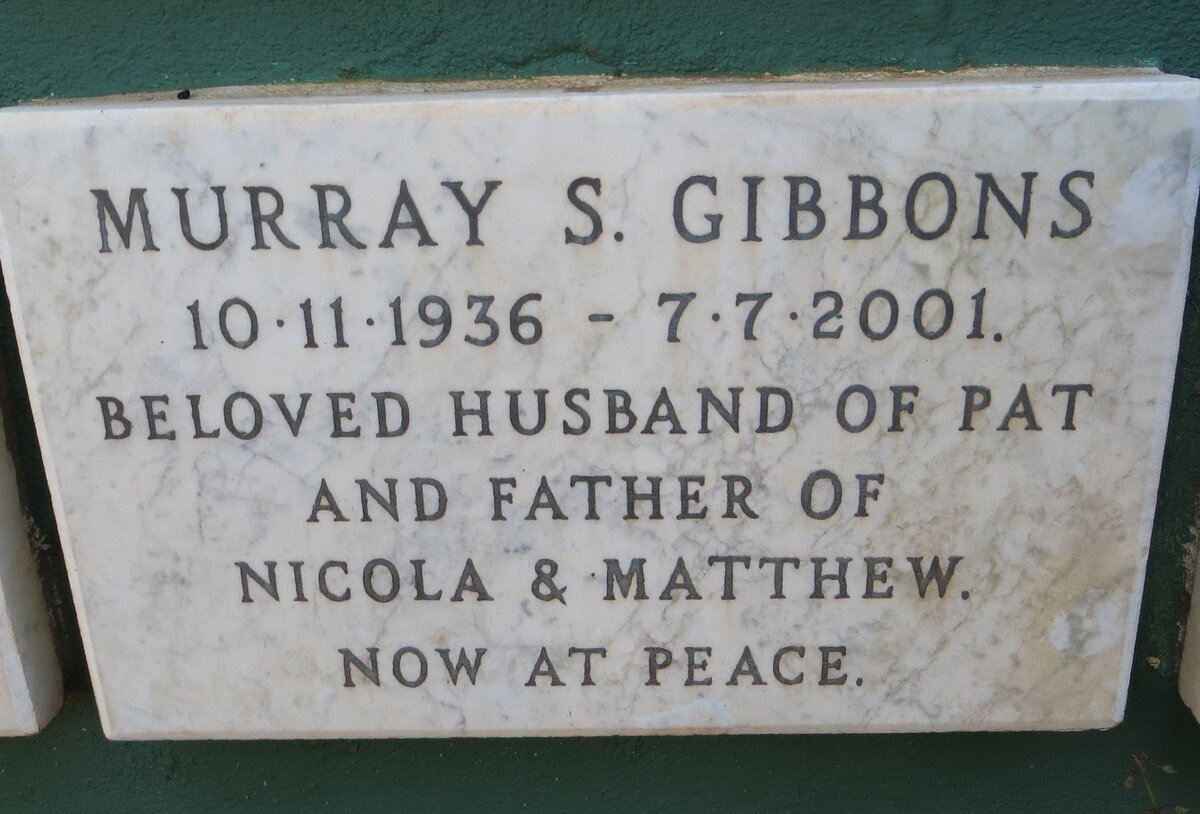 MURRAY S. GIBBONS
10·11·1936 - 7·7·2001.
BELOVED HUSBAND OF PAT
AND FATHER OF
NICOLA & MATTHEW.
NOW AT PEACE.